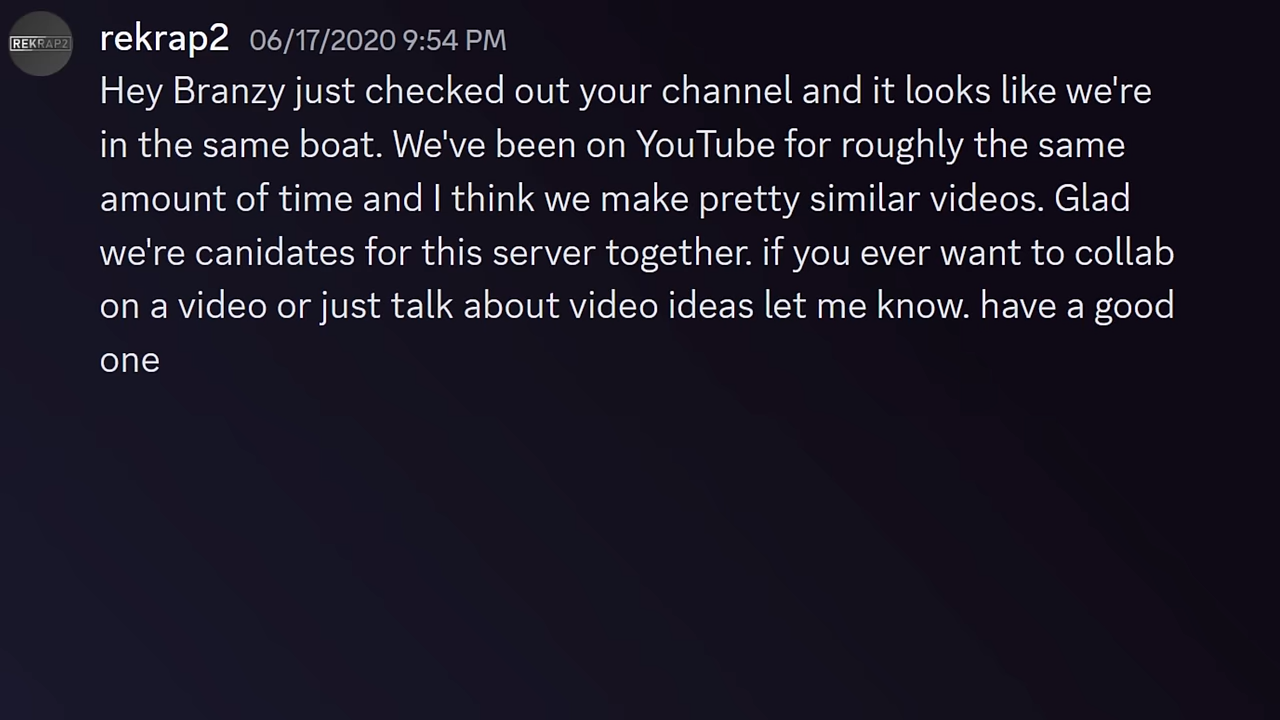 REKRAP2
rekrap2 06/17/2020 9:54 PM
Hey Branzy just checked out your channel and it looks like we're
in the same boat. We've been on YouTube for roughly the same
amount of time and I think we make pretty similar videos. Glad
we're canidates for this server together. if you ever want to collab
on a video or just talk about video ideas let me know. have a good
one